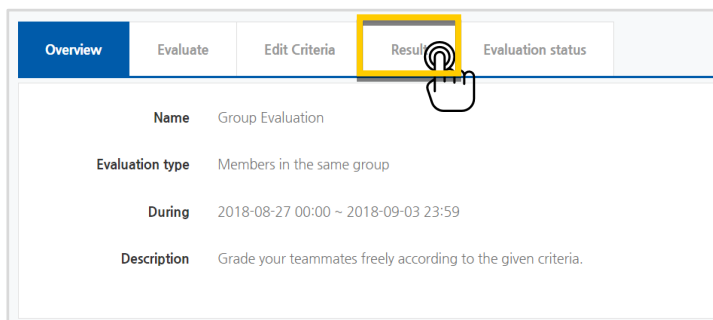 Overview Evaluate Edit Criteria Result Evaluation status
Name Group Evaluation
Evaluation type Members in the same group
During 2018-08-27 00:00 ~ 2018-09-03 23:59
Description Grade your teammates freely according to the given criteria.